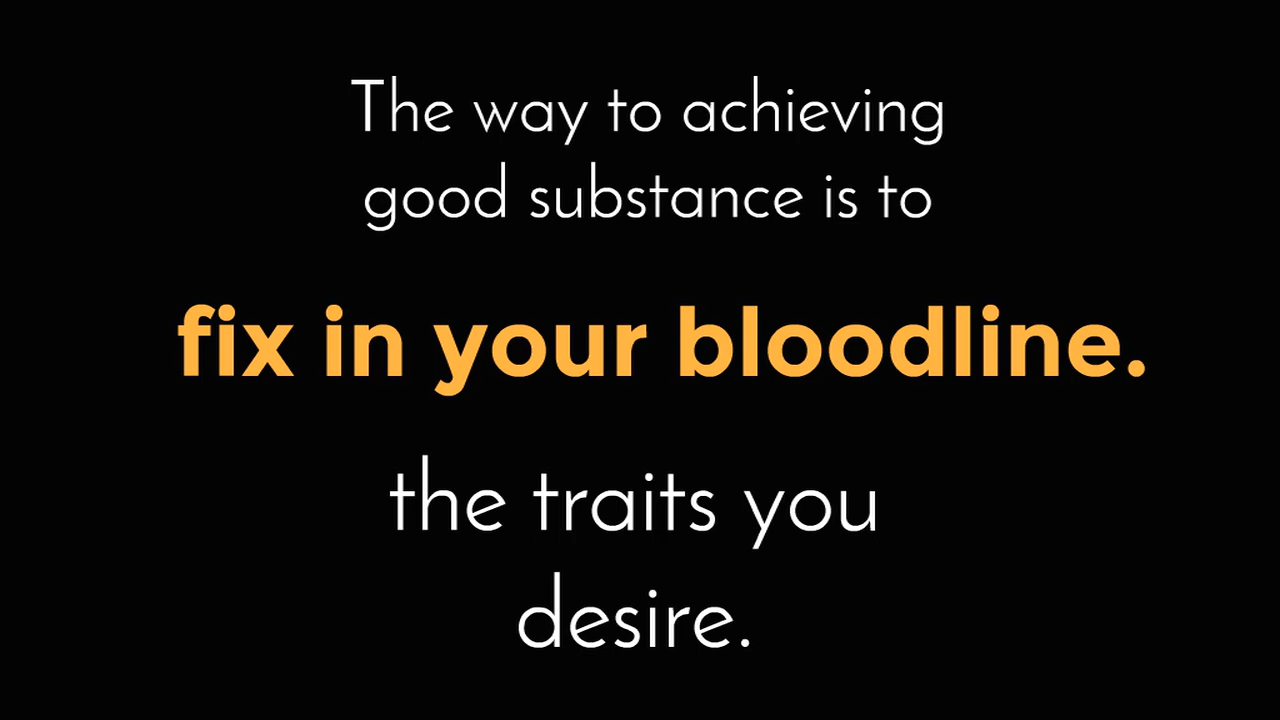 The way to achieving
good substance is to
fix in your bloodline.
the traits you
desire.